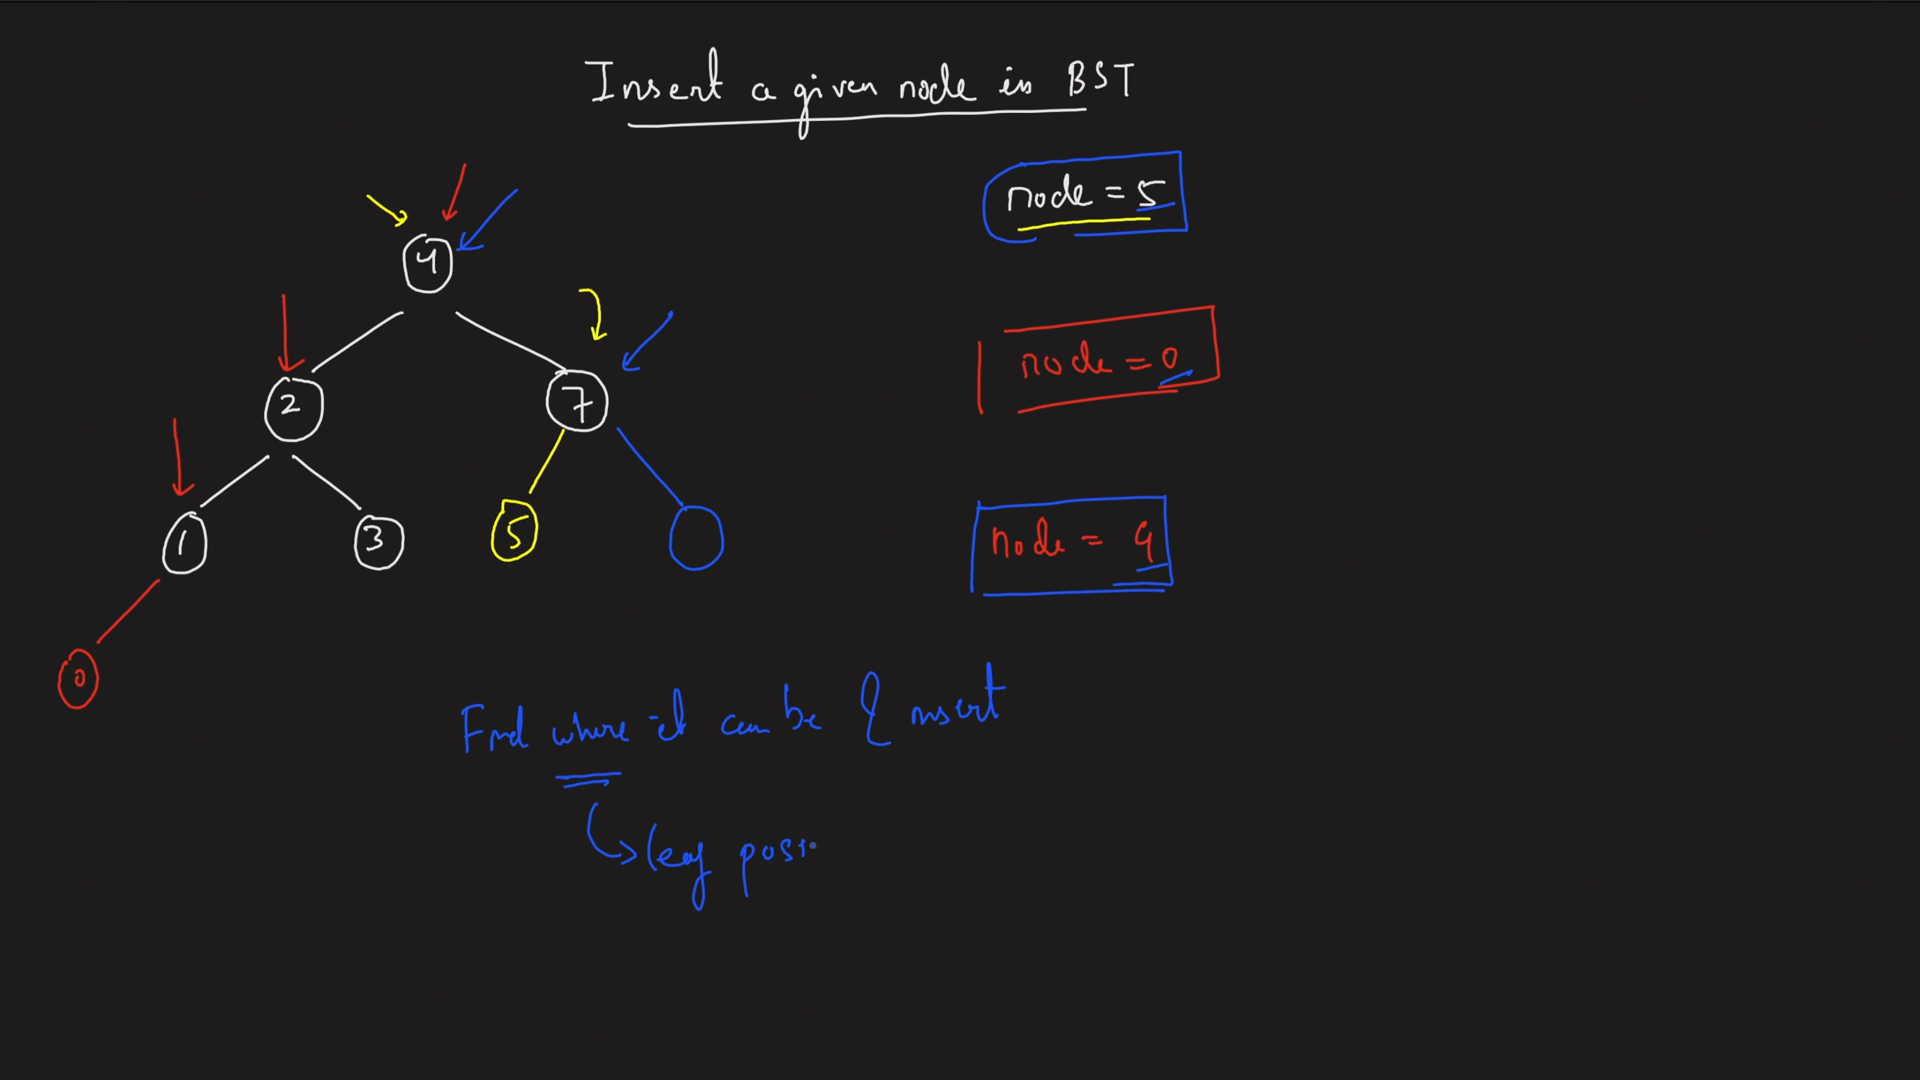 Insert a given node in BST
node = 5
4
node = 0
2
7
1
3
5
node = 9
0
Find where it can be & insert
leaf posi